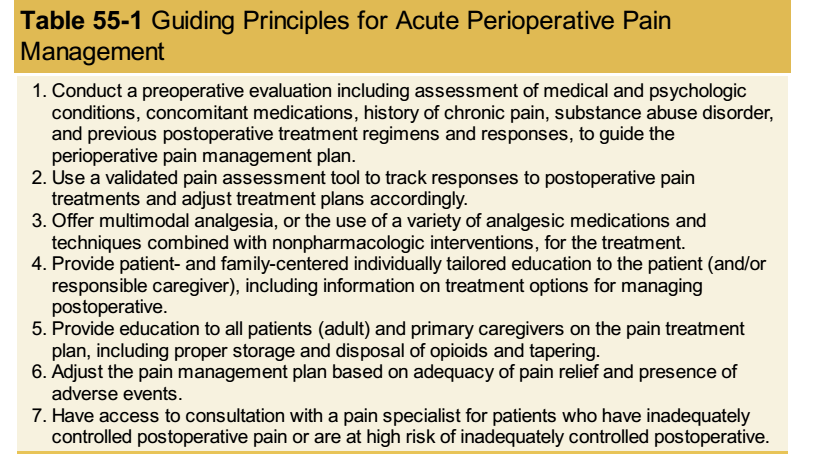 Table 55-1 Guiding Principles for Acute Perioperative Pain
Management
1. Conduct a preoperative evaluation including assessment of medical and psychologic
conditions, concomitant medications, history of chronic pain, substance abuse disorder,
and previous postoperative treatment regimens and responses, to guide the
perioperative pain management plan.
2. Use a validated pain assessment tool to track responses to postoperative pain
treatments and adjust treatment plans accordingly.
3. Offer multimodal analgesia, or the use of a variety of analgesic medications and
techniques combined with nonpharmacologic interventions, for the treatment.
4. Provide patient- and family-centered individually tailored education to the patient (and/or
responsible caregiver), including information on treatment options for managing
postoperative.
5. Provide education to all patients (adult) and primary caregivers on the pain treatment
plan, including proper storage and disposal of opioids and tapering.
6. Adjust the pain management plan based on adequacy of pain relief and presence of
adverse events.
7. Have access to consultation with a pain specialist for patients who have inadequately
controlled postoperative pain or are at high risk of inadequately controlled postoperative.